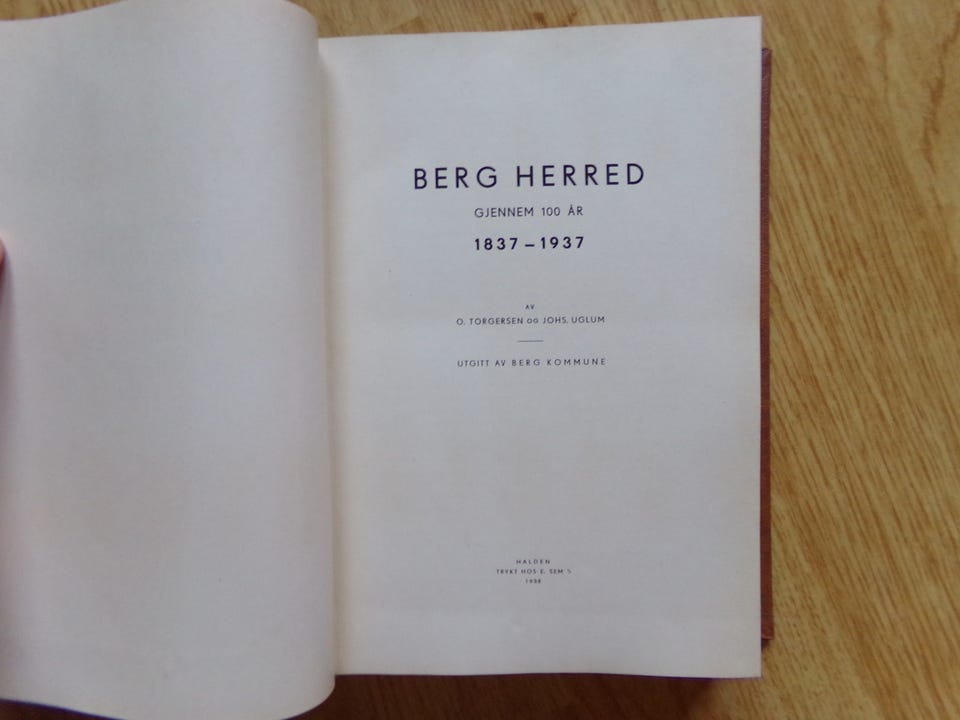 BERG HERRED
GJENNEM 100 ÅR
1837 – 1937
AV
O. TORGERSEN OG JOHS. UGLUM
UTGITT AV BERG KOMMUNE
HALDEN
TRYKT HOS E. SEM
1938